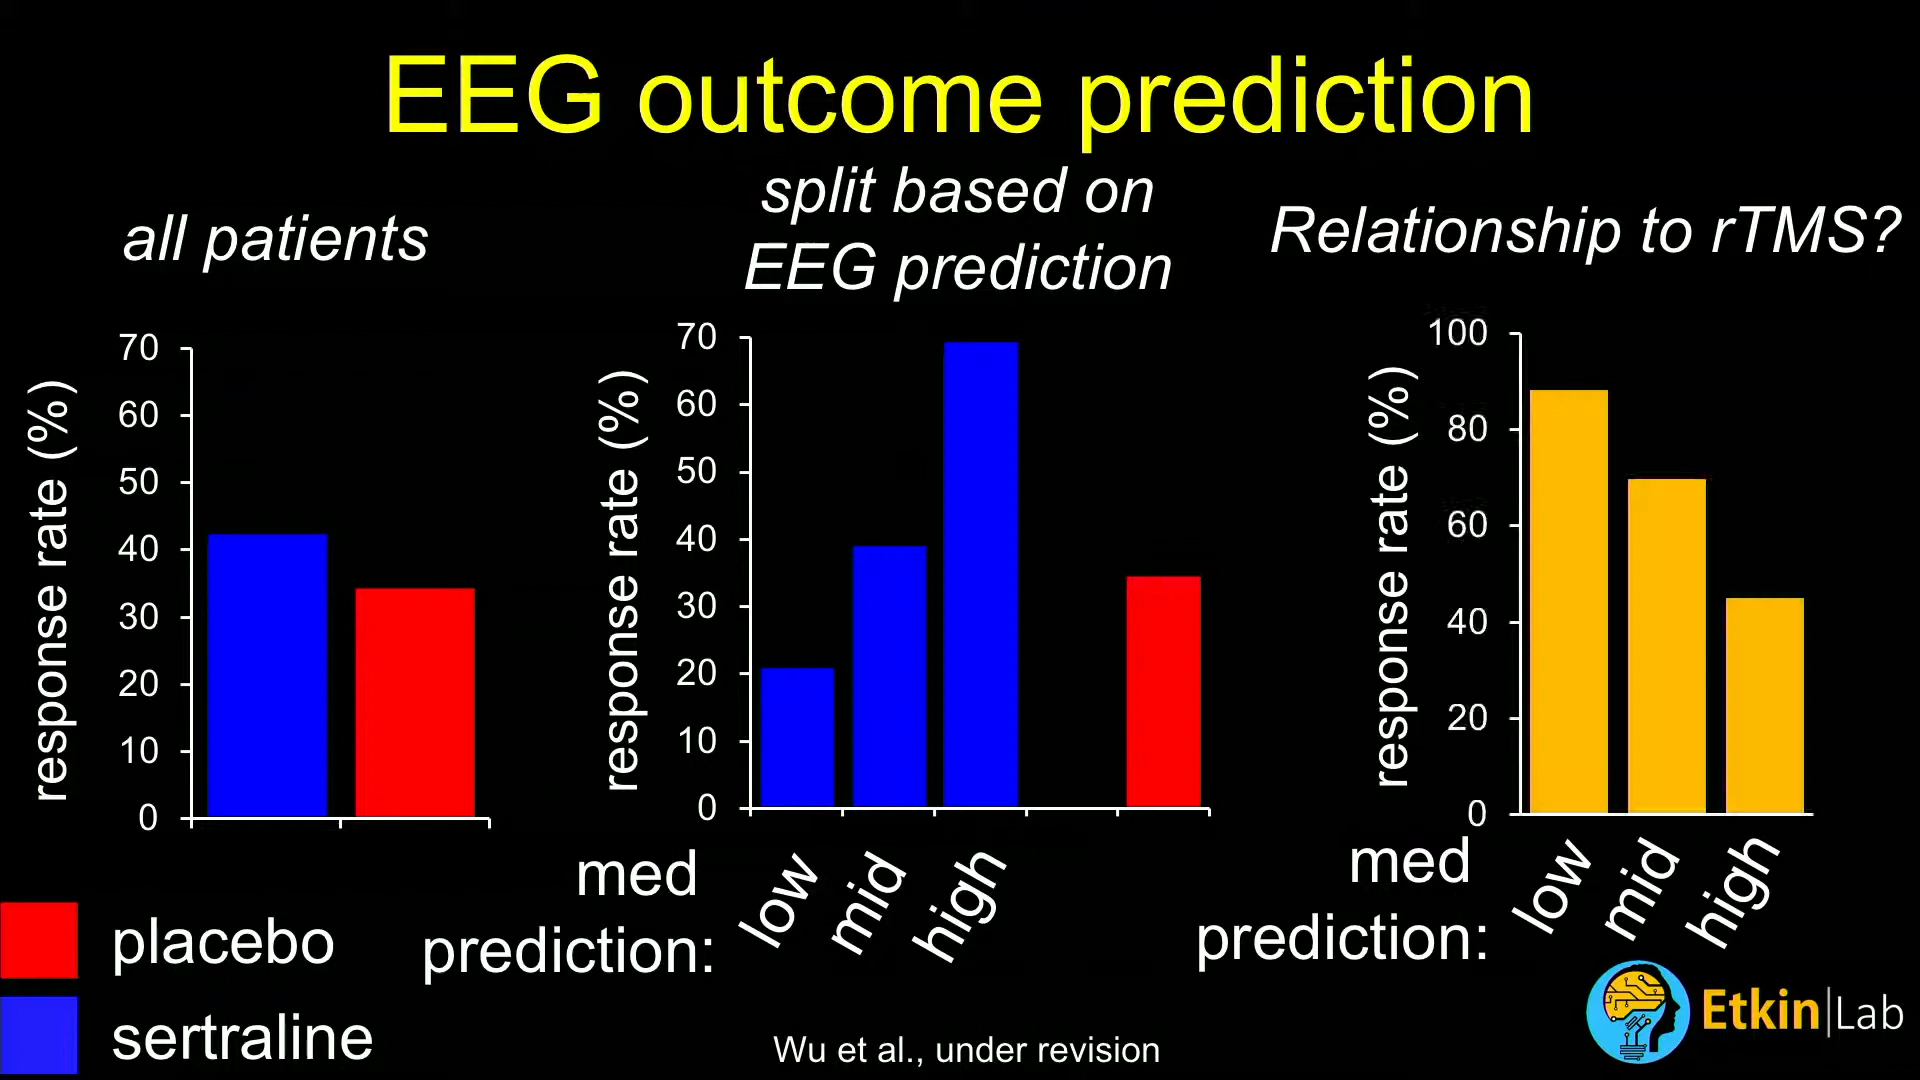 EEG outcome prediction
all patients
split based on
EEG prediction
Relationship to rTMS?
response rate (%)
70
60
50
40
30
20
10
0
response rate (%)
70
60
50
40
30
20
10
0
med
prediction:
low
mid
high
response rate (%)
100
80
60
40
20
0
med
prediction:
low
mid
high
placebo
sertraline
Wu et al., under revision
Etkin|Lab